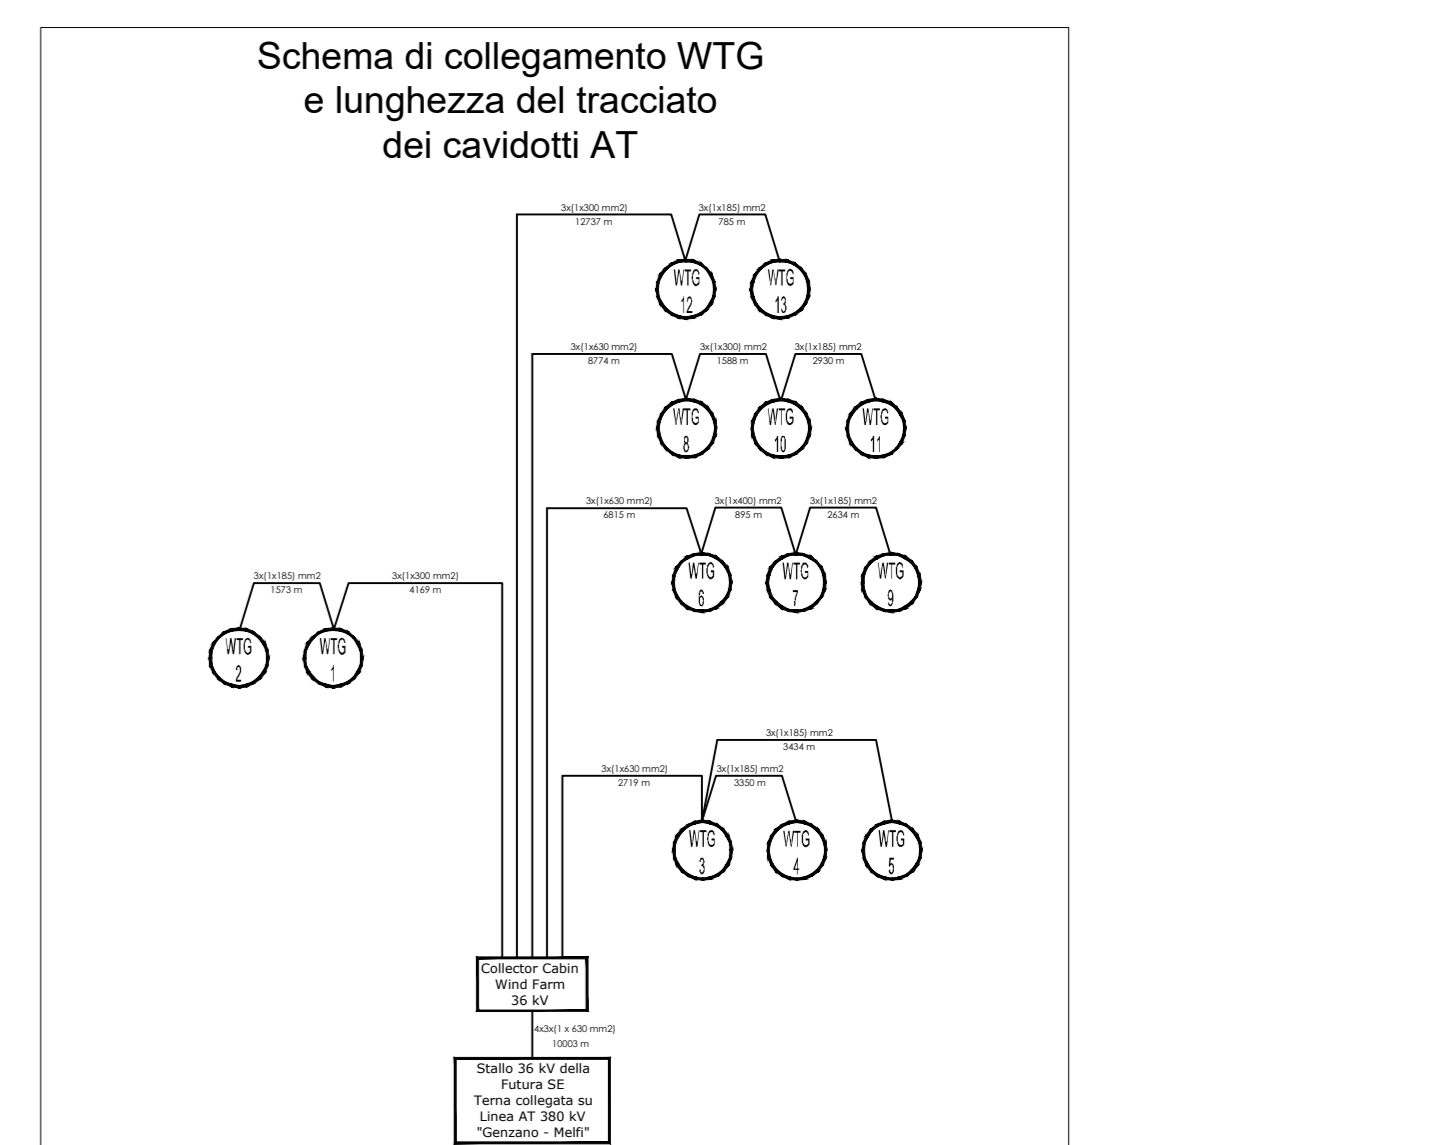 Schema di collegamento WTG
e lunghezza del tracciato
dei cavidotti AT
3x(1x300 mm2)
12737 m
3x(1x185) mm2
785 m
WTG
12
WTG
13
3x(1x630 mm2)
8774 m
3x(1x300) mm2
1588 m
3x(1x185) mm2
2930 m
WTG
8
WTG
10
WTG
11
3x(1x630 mm2)
6815 m
3x(1x400) mm2
895 m
3x(1x185) mm2
2634 m
WTG
6
WTG
7
WTG
9
3x(1x185) mm2
1573 m
3x(1x300 mm2)
4169 m
WTG
2
WTG
1
3x(1x185) mm2
3434 m
3x(1x630 mm2)
2719 m
3x(1x185) mm2
3350 m
WTG
3
WTG
4
WTG
5
Collector Cabin
Wind Farm
36 kV
4x3x(1 x 630 mm2)
10003 m
Stallo 36 kV della
Futura SE
Terna collegata su
Linea AT 380 kV
"Genzano - Melfi"